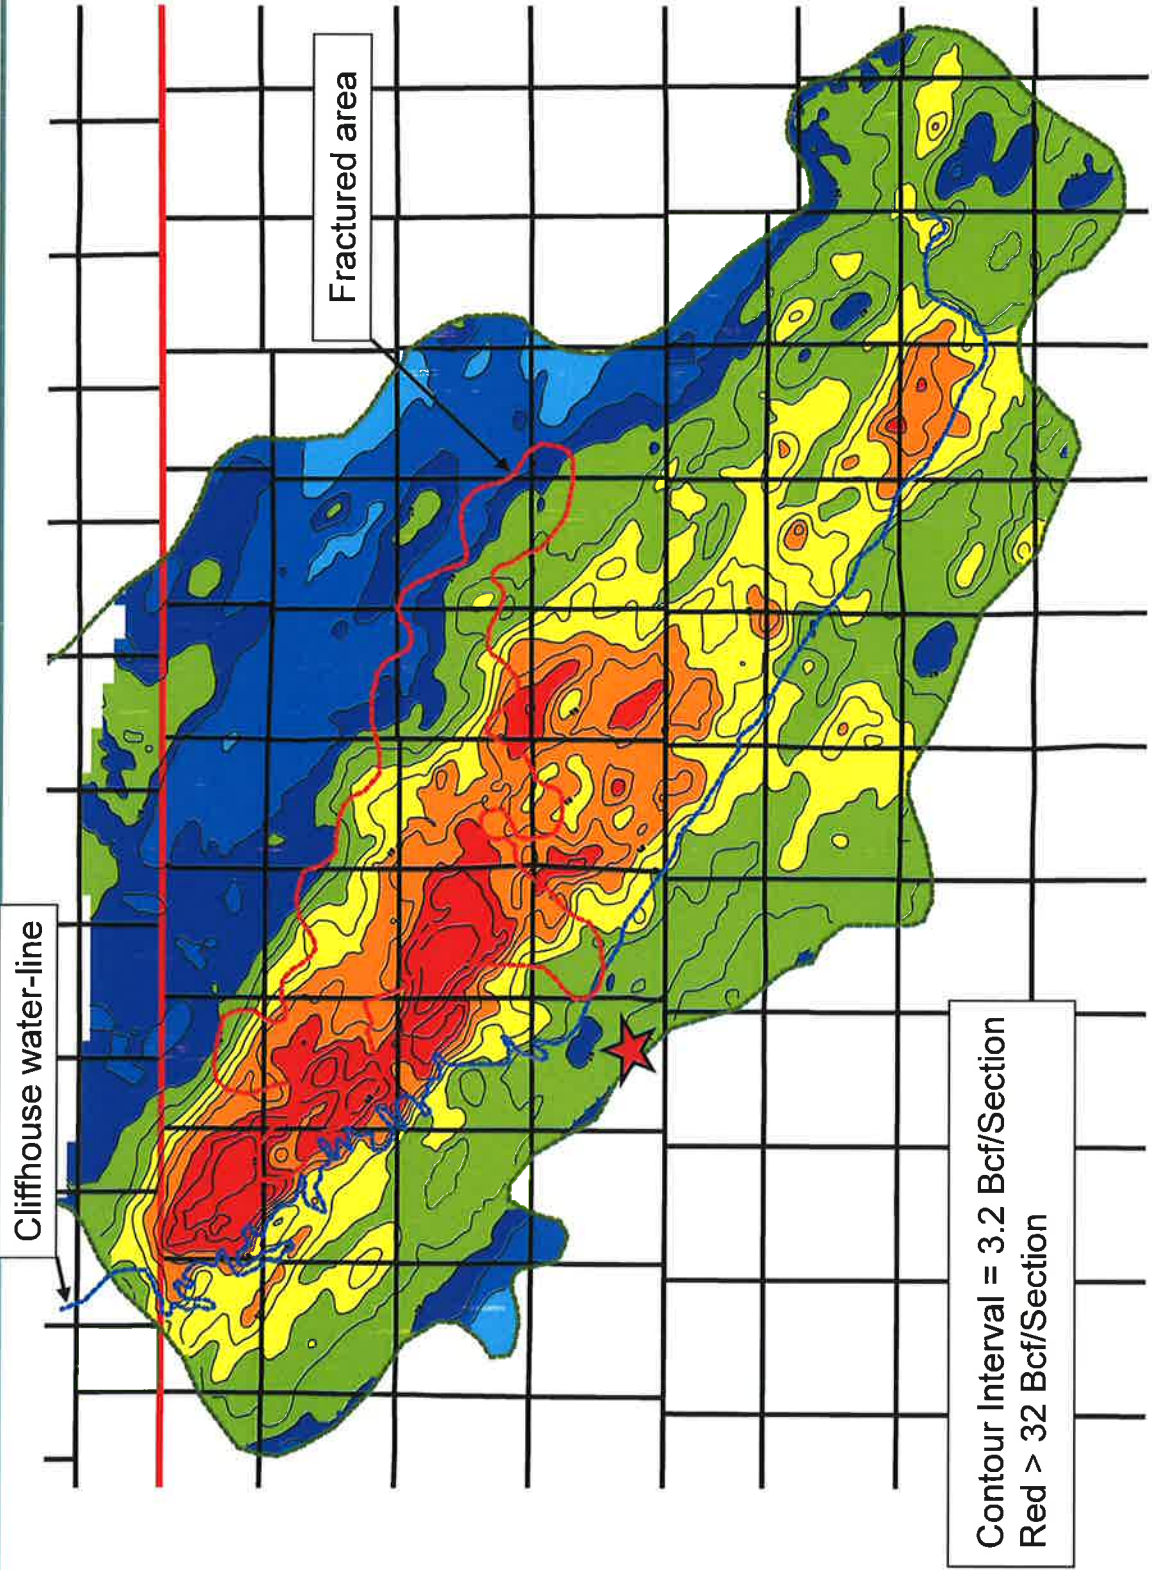 Cliffhouse water-line
Fractured area
Contour Interval = 3.2 Bcf/Section
Red > 32 Bcf/Section